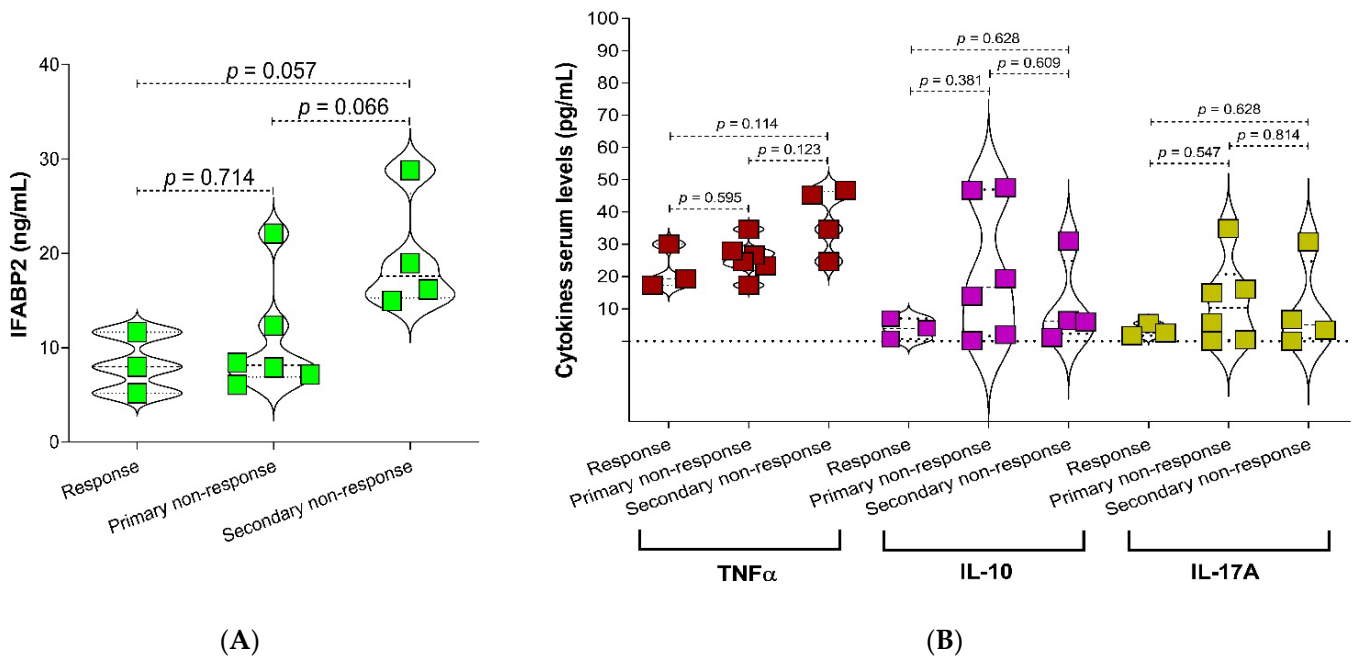 IFABP2 (ng/mL)
40
30
20
10
0
p = 0.057
p = 0.066
p = 0.714
Response
Primary non-response
Secondary non-response
(A)
Cytokines serum levels (pg/mL)
100
90
80
70
60
50
40
30
20
10
p = 0.114
p = 0.123
p = 0.595
p = 0.628
p = 0.609
p = 0.381
p = 0.628
p = 0.814
p = 0.547
Response
Primary non-response
Secondary non-response
Response
Primary non-response
Secondary non-response
Response
Primary non-response
Secondary non-response
TNFα
IL-10
IL-17A
(B)